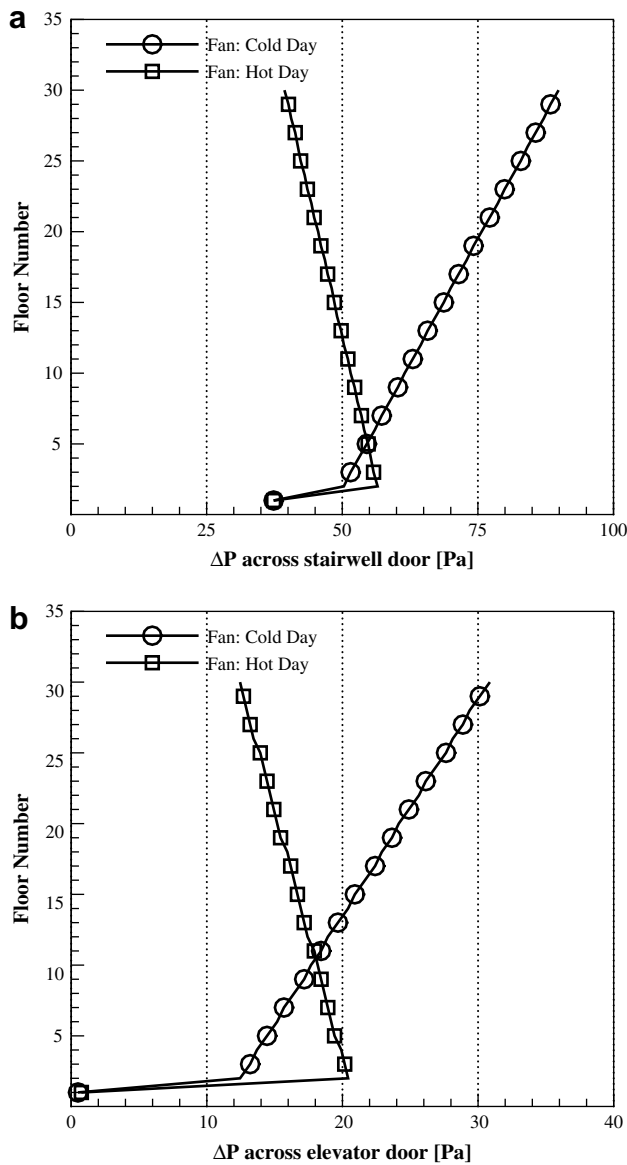 a
Fan: Cold Day
Fan: Hot Day
35
30
25
20
15
10
5
Floor Number
0
25
50
75
100
ΔP across stairwell door [Pa]
b
Fan: Cold Day
Fan: Hot Day
35
30
25
20
15
10
5
Floor Number
0
10
20
30
40
ΔP across elevator door [Pa]